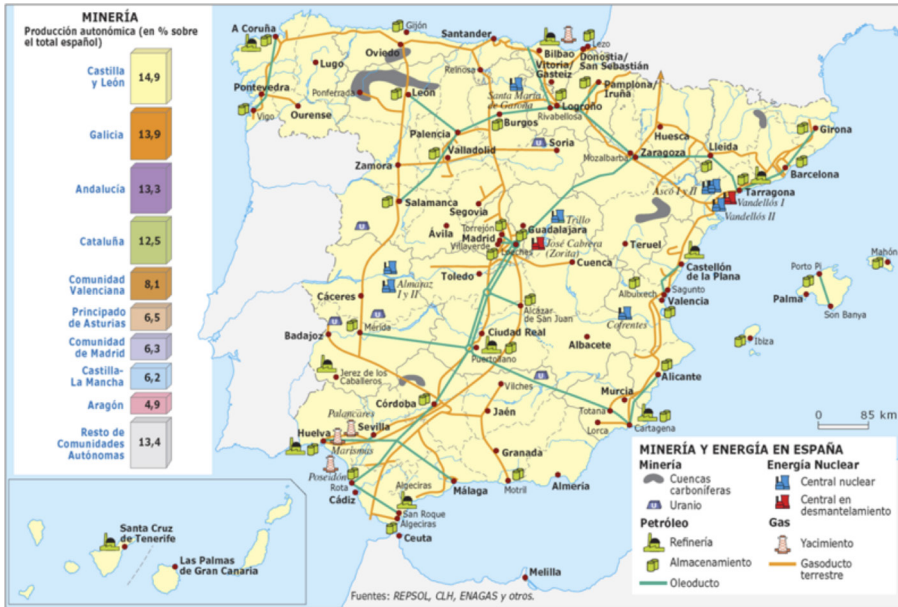 MINERÍA
Producción autonómica (en % sobre
el total español)
Castilla
y León
14,9
Galicia
13,9
Andalucía
13,3
Cataluña
12,5
Comunidad
Valenciana
8,1
Principado
de Asturias
6,5
Comunidad
de Madrid
6,3
Castilla-
La Mancha
6,2
Aragón
4,9
Resto de
Comunidades
Autónomas
13,4
A Coruña
Gijón
Santander
Lugo
Oviedo
Reinosa
Bilbao
Lezo
Donostia/
San Sebastián
Vitoria/
Gasteiz
Pamplona/
Iruña
Pontevedra
Ponferrada
León
Santa María
de Garoña
Logroño
Vigo
Ourense
Burgos
Rivabellosa
Huesca
Girona
Palencia
Lleida
Zamora
Valladolid
Soria
Mozalbarba
Zaragoza
Barcelona
Ascó I y II
Tarragona
Vandellós I
Vandellós II
Salamanca
Segovia
Ávila
Torrejón
Madrid
Villaverde
Guadalajara
Trillo
Loeches
José Cabrera
(Zorita)
Teruel
Cuenca
Castellón
de la Plana
Mahón
Porto Pi
Palma
Son Banya
Toledo
Almaraz
I y II
Albuixech
Sagunto
Valencia
Cáceres
Alcázar
de San Juan
Cofrentes
Ibiza
Badajoz
Mérida
Ciudad Real
Puertollano
Albacete
Jerez de los
Caballeros
Alicante
Vilches
Murcia
Palancares
Córdoba
Jaén
Totana
Lorca
Cartagena
0 85 km
Huelva
Sevilla
Marismas
Granada
Poseidón
Rota
Cádiz
Algeciras
Málaga
Motril
Almería
San Roque
Algeciras
Ceuta
Melilla
Santa Cruz
de Tenerife
Las Palmas
de Gran Canaria
MINERÍA Y ENERGÍA EN ESPAÑA
Minería
Cuencas
carboníferas
Uranio
Petróleo
Refinería
Almacenamiento
Oleoducto
Energía Nuclear
Central nuclear
Central en
desmantelamiento
Gas
Yacimiento
Gasoducto
terrestre
Fuentes: REPSOL, CLH, ENAGAS y otros.